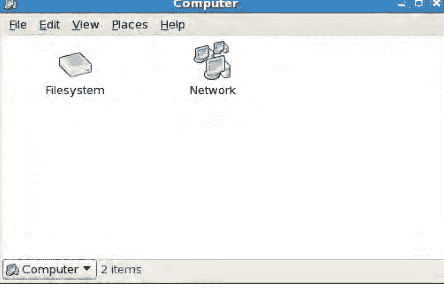 Computer
File Edit View Places Help
Filesystem Network
Computer 2 items